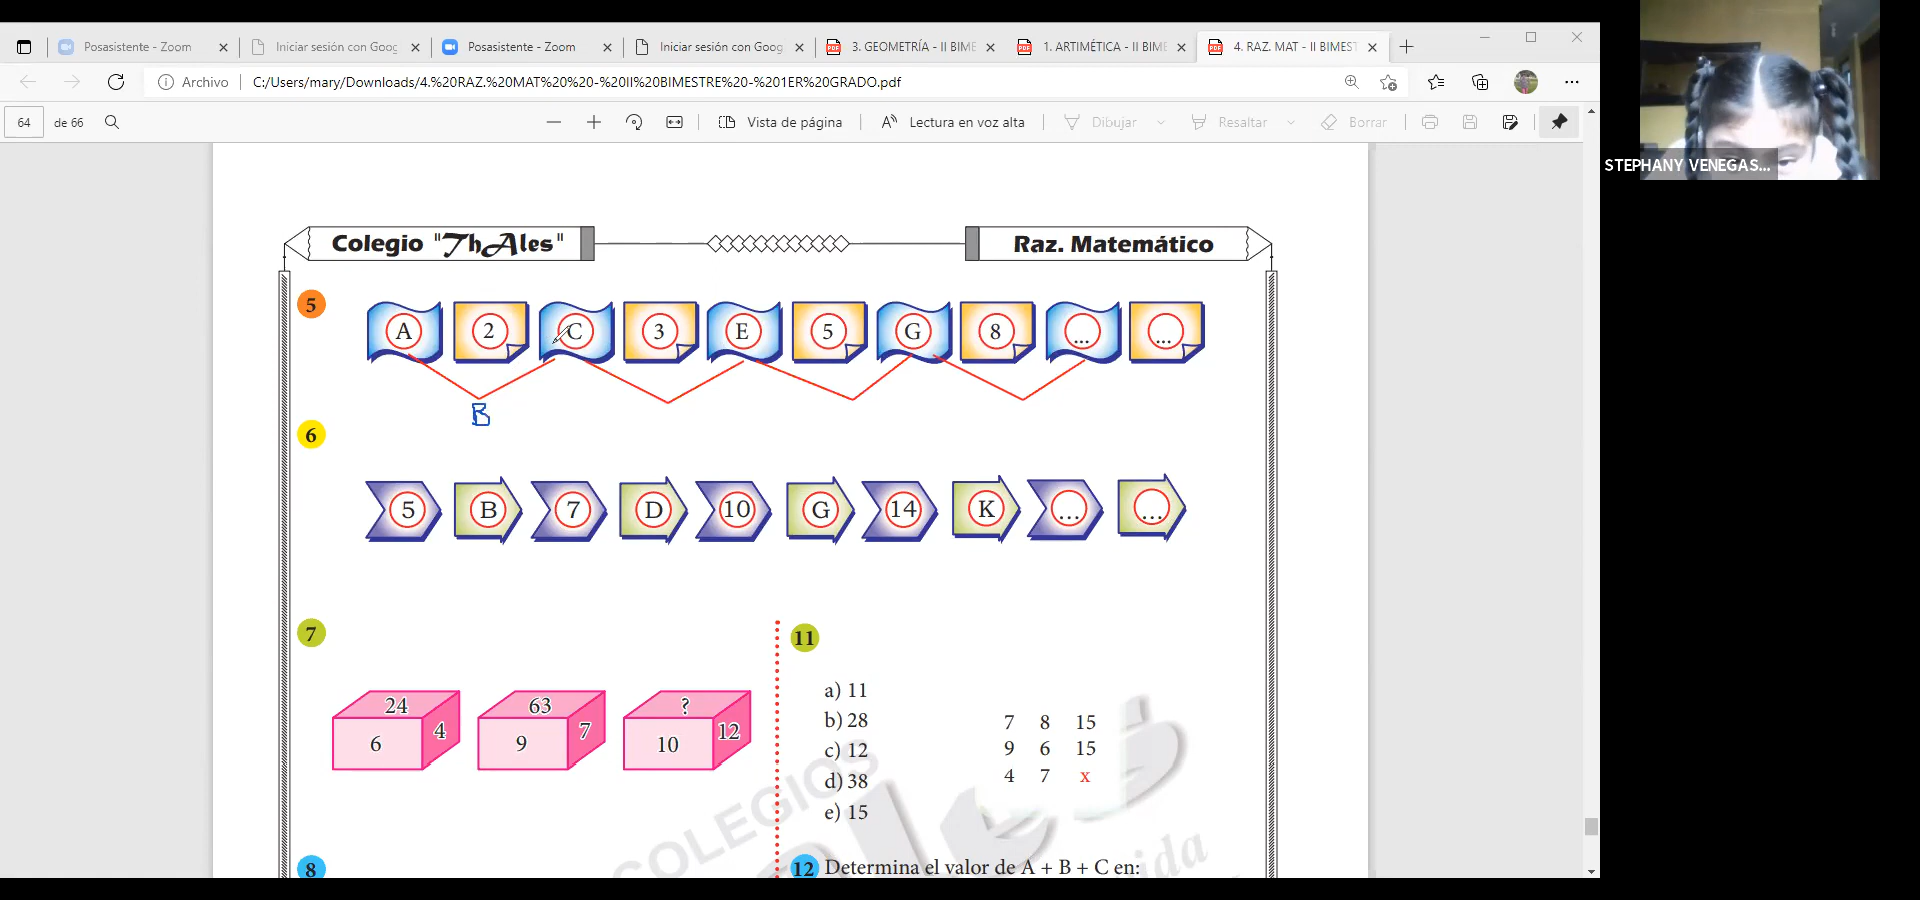 Posasistente - Zoom
Iniciar sesión con Goog
Posasistente - Zoom
Iniciar sesión con Goog
3. GEOMETRÍA - II BIME
1. ARTIMÉTICA - II BIME
4. RAZ. MAT - II BIMEST
Archivo
C:/Users/mary/Downloads/4.%20RAZ.%20MAT%20%20-%20II%20BIMESTRE%20-%201ER%20GRADO.pdf
64 de 66
Vista de página
Lectura en voz alta
Dibujar
Resaltar
Borrar
STEPHANY VENEGAS...
Colegio "ThAles"
Raz. Matemático
5
A 2 C 3 E 5 G 8 ... ...
B
6
5 B 7 D 10 G 14 K ... ...
7
24 4 6
63 7 9
? 12 10
8
11
a) 11
b) 28
c) 12
d) 38
e) 15
7 8 15
9 6 15
4 7 x
12 Determina el valor de A + B + C en:
COLEGIOS